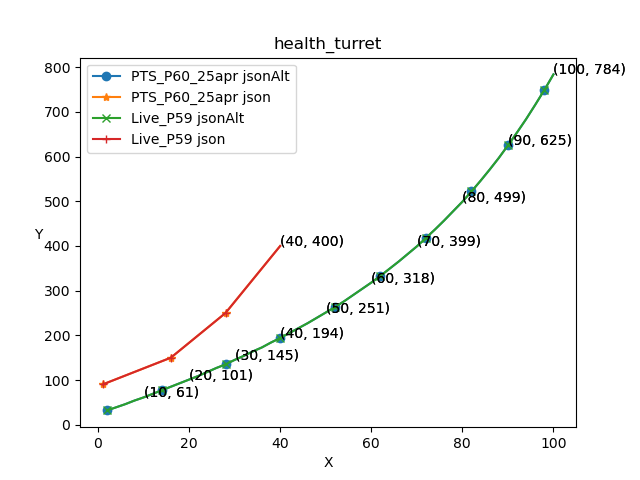 health_turret
PTS_P60_25apr jsonAlt
PTS_P60_25apr json
Live_P59 jsonAlt
Live_P59 json
(100, 784)
(90, 625)
(80, 499)
(70, 399)
(40, 400)
(60, 318)
(50, 251)
(40, 194)
(30, 145)
(20, 101)
(10, 61)
800
700
600
500
400
300
200
100
0
Y
0 20 40 60 80 100
X